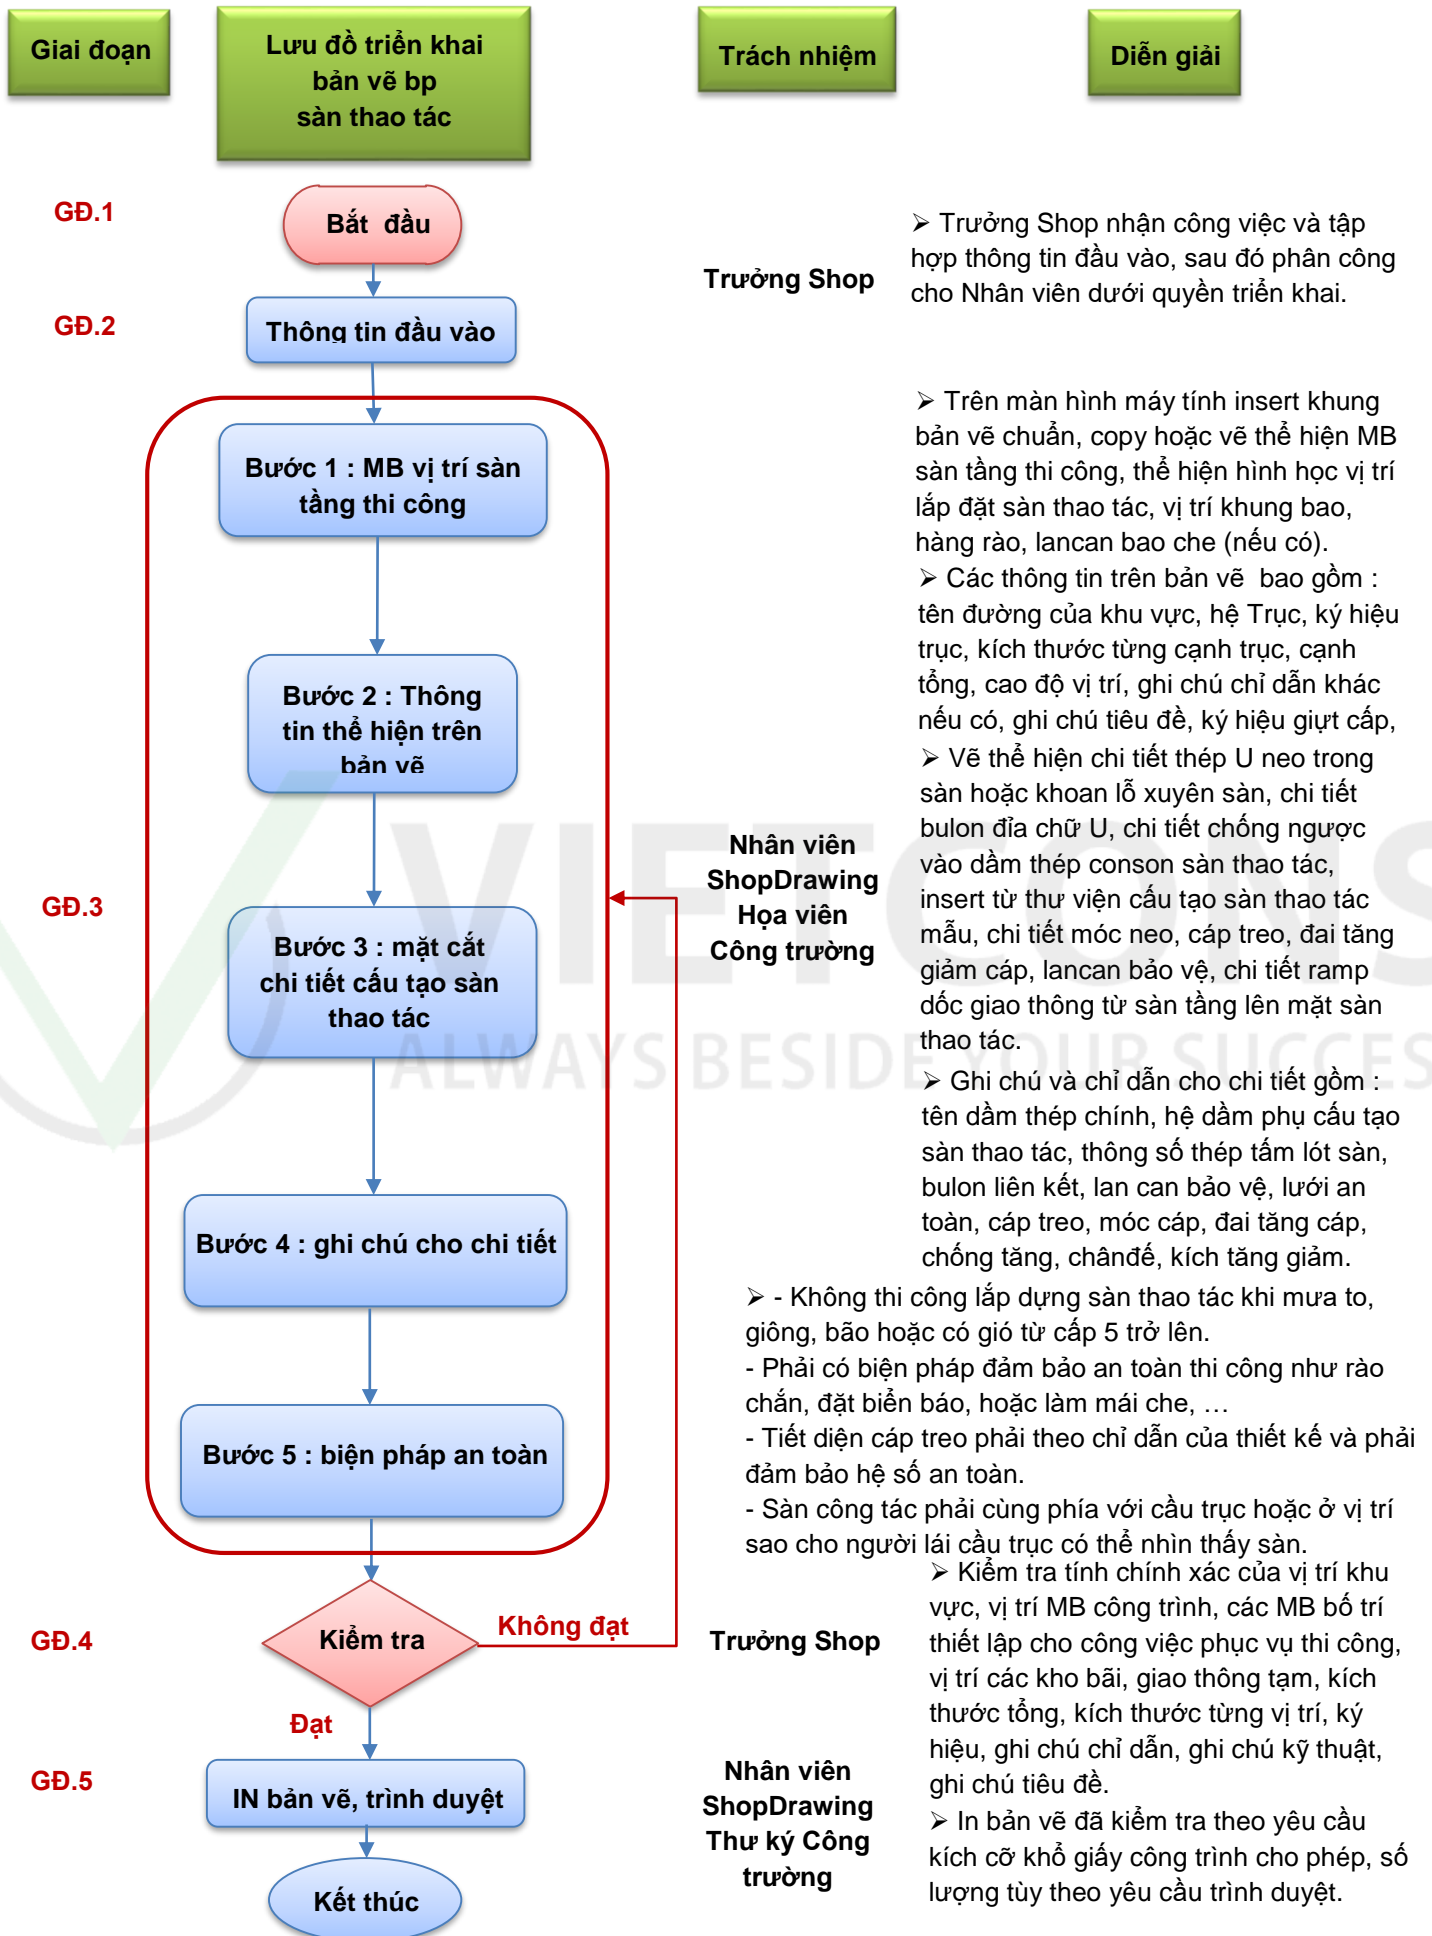 Giai đoạn
Lưu đồ triển khai
bản vẽ bp
sàn thao tác
Trách nhiệm
Diễn giải
GĐ.1
Bắt đầu
➢ Trưởng Shop nhận công việc và tập
hợp thông tin đầu vào, sau đó phân công
cho Nhân viên dưới quyền triển khai.
Trưởng Shop
GĐ.2
Thông tin đầu vào
➢ Trên màn hình máy tính insert khung
bản vẽ chuẩn, copy hoặc vẽ thể hiện MB
sàn tầng thi công, thể hiện hình học vị trí
lắp đặt sàn thao tác, vị trí khung bao,
hàng rào, lancan bao che (nếu có).
Bước 1 : MB vị trí sàn
tầng thi công
➢ Các thông tin trên bản vẽ bao gồm :
tên đường của khu vực, hệ Trục, ký hiệu
trục, kích thước từng cạnh trục, cạnh
tổng, cao độ vị trí, ghi chú chỉ dẫn khác
nếu có, ghi chú tiêu đề, ký hiệu giựt cấp,
Bước 2 : Thông
tin thể hiện trên
bản vẽ
➢ Vẽ thể hiện chi tiết thép U neo trong
sàn hoặc khoan lỗ xuyên sàn, chi tiết
bulon đỉa chữ U, chi tiết chống ngược
vào dầm thép conson sàn thao tác,
insert từ thư viện cấu tạo sàn thao tác
mẫu, chi tiết móc neo, cáp treo, đai tăng
giảm cáp, lancan bảo vệ, chi tiết ramp
dốc giao thông từ sàn tầng lên mặt sàn
thao tác.
GĐ.3
Nhân viên
ShopDrawing
Họa viên
Công trường
Bước 3 : mặt cắt
chi tiết cấu tạo sàn
thao tác
VIETCONS
ALWAYS BESIDE YOUR SUCCES
➢ Ghi chú và chỉ dẫn cho chi tiết gồm :
tên dầm thép chính, hệ dầm phụ cấu tạo
sàn thao tác, thông số thép tấm lót sàn,
bulon liên kết, lan can bảo vệ, lưới an
toàn, cáp treo, móc cáp, đai tăng cáp,
chống tăng, chânđế, kích tăng giảm.
Bước 4 : ghi chú cho chi tiết
➢ - Không thi công lắp dựng sàn thao tác khi mưa to,
giông, bão hoặc có gió từ cấp 5 trở lên.
- Phải có biện pháp đảm bảo an toàn thi công như rào
chắn, đặt biển báo, hoặc làm mái che, …
- Tiết diện cáp treo phải theo chỉ dẫn của thiết kế và phải
đảm bảo hệ số an toàn.
- Sàn công tác phải cùng phía với cầu trục hoặc ở vị trí
sao cho người lái cầu trục có thể nhìn thấy sàn.
Bước 5 : biện pháp an toàn
GĐ.4
Kiểm tra
Không đạt
Đạt
Trưởng Shop
➢ Kiểm tra tính chính xác của vị trí khu
vực, vị trí MB công trình, các MB bố trí
thiết lập cho công việc phục vụ thi công,
vị trí các kho bãi, giao thông tạm, kích
thước tổng, kích thước từng vị trí, ký
hiệu, ghi chú chỉ dẫn, ghi chú kỹ thuật,
ghi chú tiêu đề.
GĐ.5
IN bản vẽ, trình duyệt
Nhân viên
ShopDrawing
Thư ký Công
trường
➢ In bản vẽ đã kiểm tra theo yêu cầu
kích cỡ khổ giấy công trình cho phép, số
lượng tùy theo yêu cầu trình duyệt.
Kết thúc